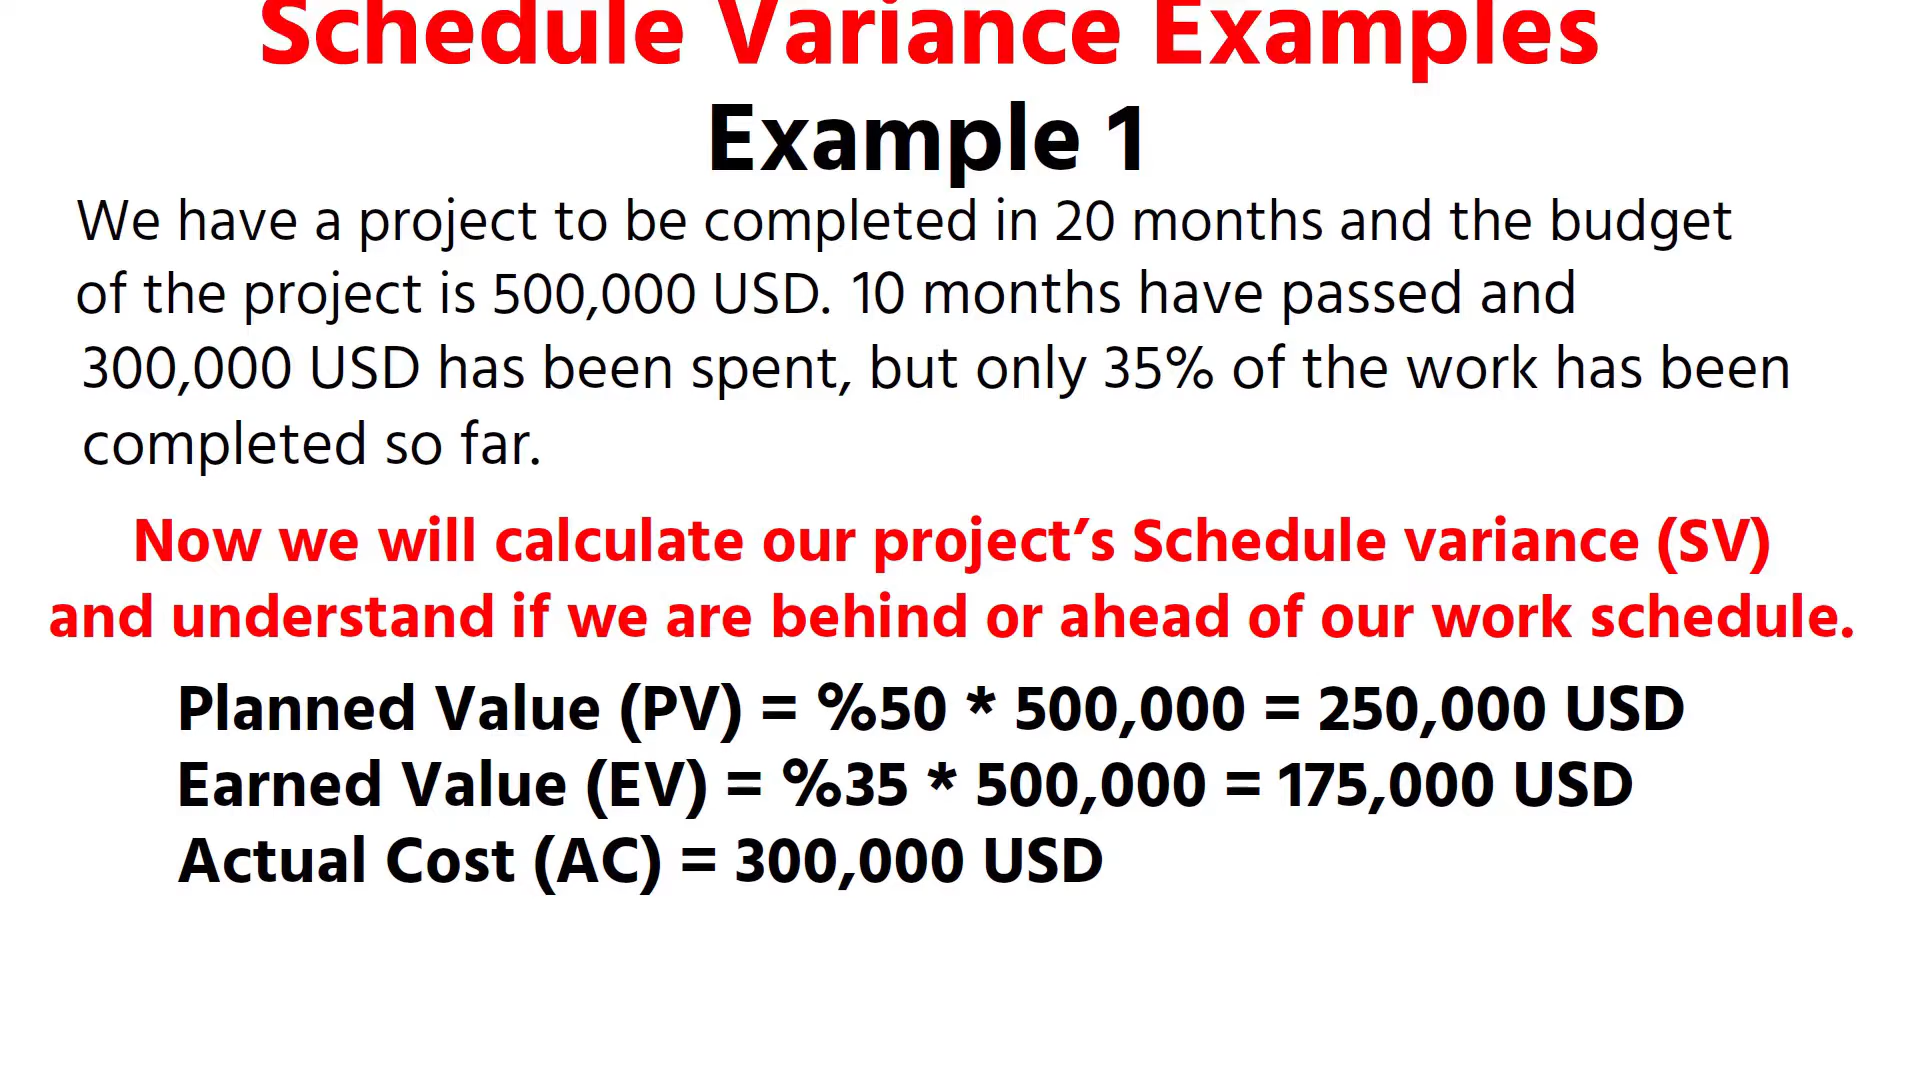 Schedule Variance Examples
Example 1
We have a project to be completed in 20 months and the budget
of the project is 500,000 USD. 10 months have passed and
300,000 USD has been spent, but only 35% of the work has been
completed so far.
Now we will calculate our project’s Schedule variance (SV)
and understand if we are behind or ahead of our work schedule.
Planned Value (PV) = %50 * 500,000 = 250,000 USD
Earned Value (EV) = %35 * 500,000 = 175,000 USD
Actual Cost (AC) = 300,000 USD